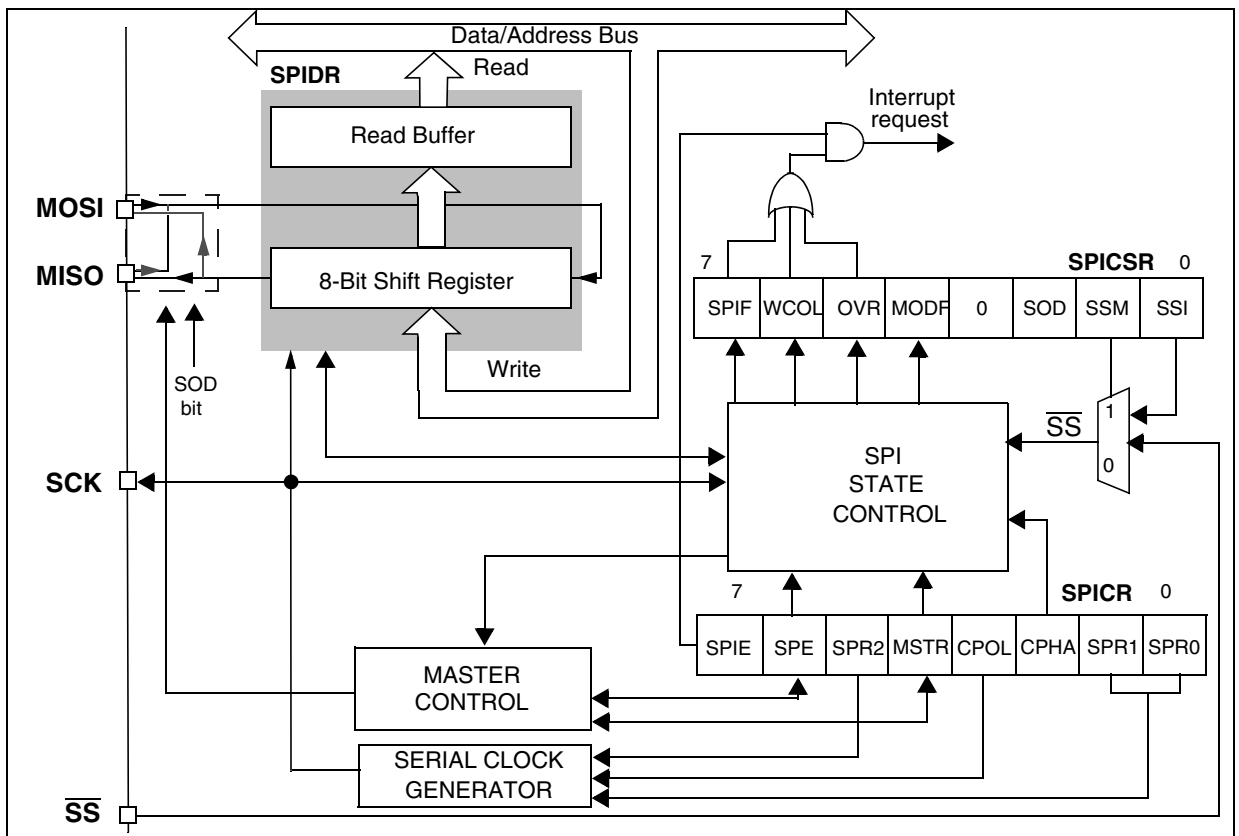 Data/Address Bus
SPIDR
Read
Read Buffer
Interrupt
request
MOSI
MISO
8-Bit Shift Register
Write
SOD
bit
7
SPICSR
0
SPIF
WCOL
OVR
MODF
0
SOD
SSM
SSI
SS
1
0
SCK
SPI
STATE
CONTROL
7
SPICR
0
SPIE
SPE
SPR2
MSTR
CPOL
CPHA
SPR1
SPR0
MASTER
CONTROL
SERIAL CLOCK
GENERATOR
SS